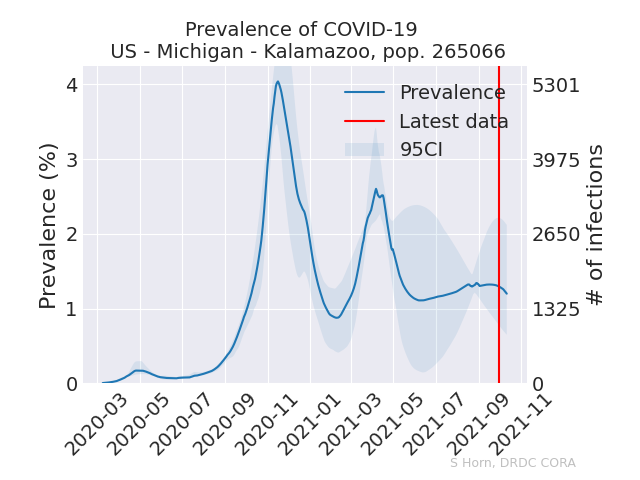 Prevalence of COVID-19
US - Michigan - Kalamazoo, pop. 265066
Prevalence (%)
4
3
2
1
0
Prevalence
Latest data
95CI
5301
3975
2650
1325
0
# of infections
2020-03
2020-05
2020-07
2020-09
2020-11
2021-01
2021-03
2021-05
2021-07
2021-09
2021-11
S Horn, DRDC CORA